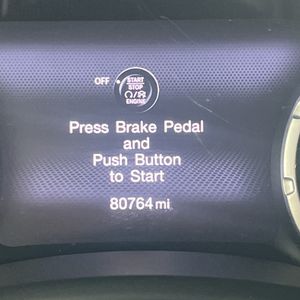 OFF
START
STOP
ENGINE
Press Brake Pedal
and
Push Button
to Start
80764 mi